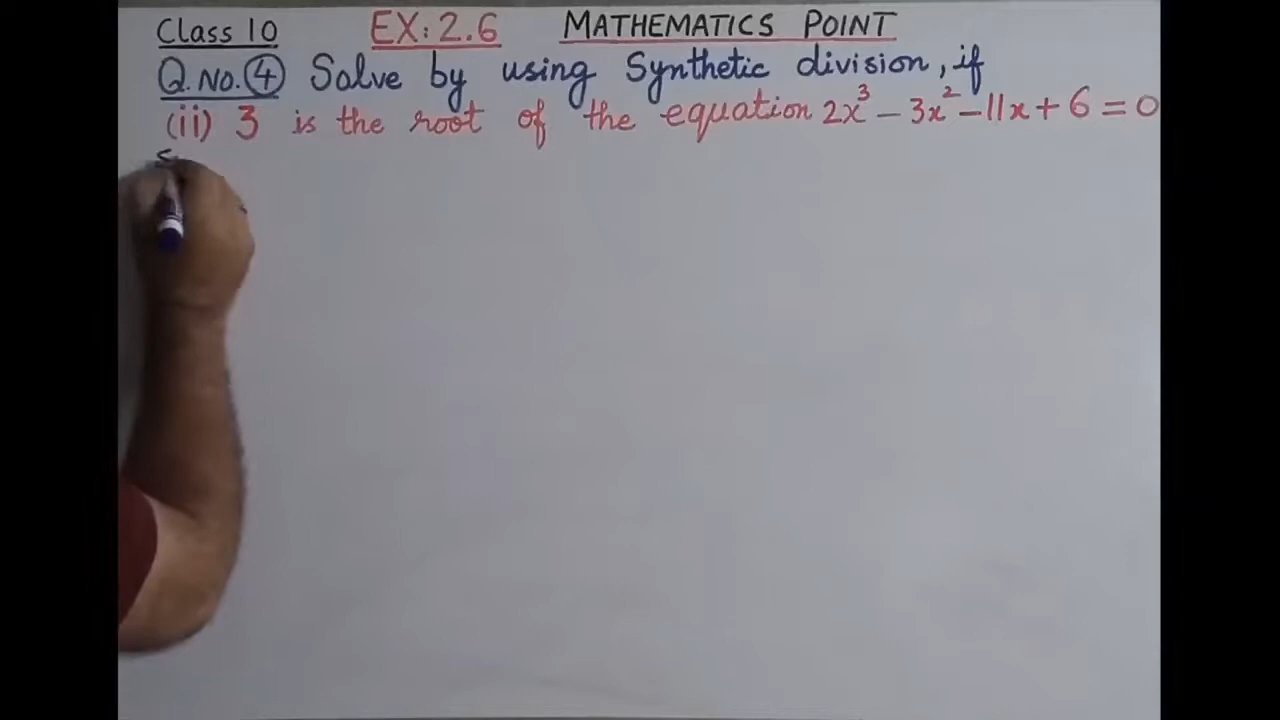 Class 10 EX: 2.6 MATHEMATICS POINT
Q.NO.④ Solve by using Synthetic division, if
(ii) 3 is the root of the equation 2x³ - 3x² - 11x + 6 = 0
S